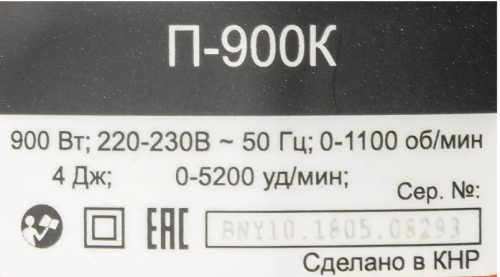 П-900К
900 Вт; 220-230В ~ 50 Гц; 0-1100 об/мин
4 Дж; 0-5200 уд/мин;
Сер. №:
EAC BNY10.1805.08293
Сделано в КНР